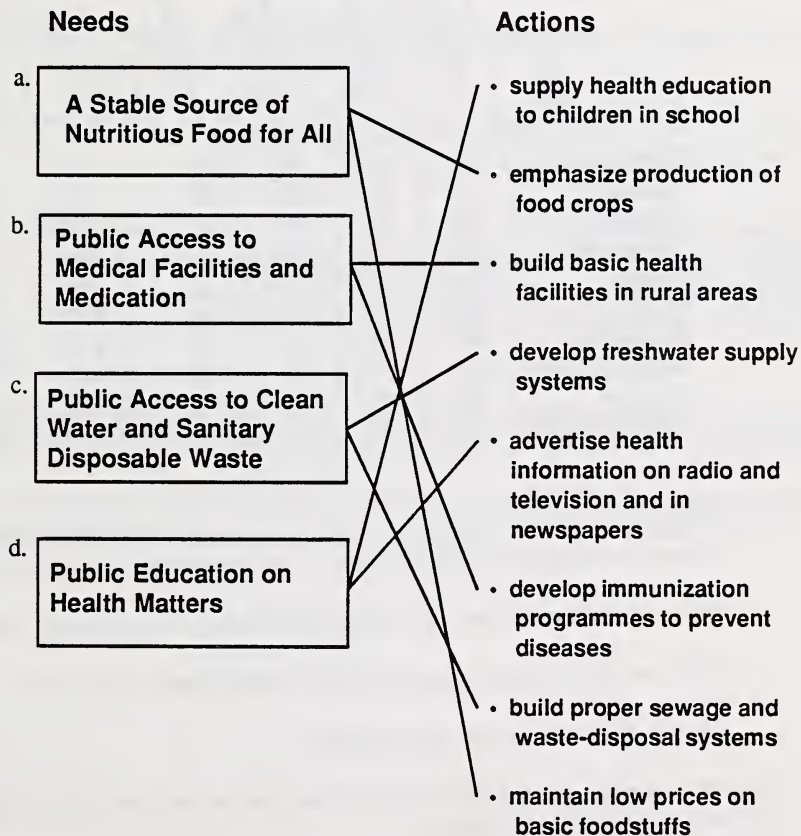 Needs
Actions
a.
A Stable Source of
Nutritious Food for All
b.
Public Access to
Medical Facilities and
Medication
c.
Public Access to Clean
Water and Sanitary
Disposable Waste
d.
Public Education on
Health Matters
• supply health education
to children in school
• emphasize production of
food crops
• build basic health
facilities in rural areas
• develop freshwater supply
systems
• advertise health
information on radio and
television and in
newspapers
• develop immunization
programmes to prevent
diseases
• build proper sewage and
waste-disposal systems
• maintain low prices on
basic foodstuffs